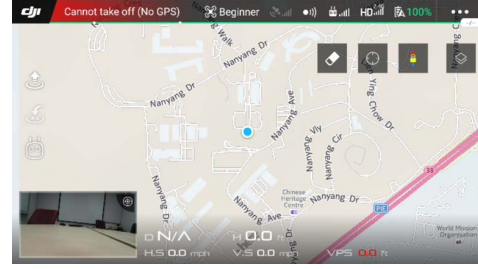 dji Cannot take off (No GPS) Beginner HD 100%
Walk
Nanyang Dr
Nanyang Dr
Nanyang Ave
Ying Chow Dr
Nanyang Vly
Nanyang Cir
Chinese
Heritage
Centre
Nanyang Dr
Nanyang Dr
Nanyang Ave
PIE
World Mission
Organisation
D N/A H 0.0 ft
H.S 0.0 mph V.S 0.0 mph VPS 0.0 ft